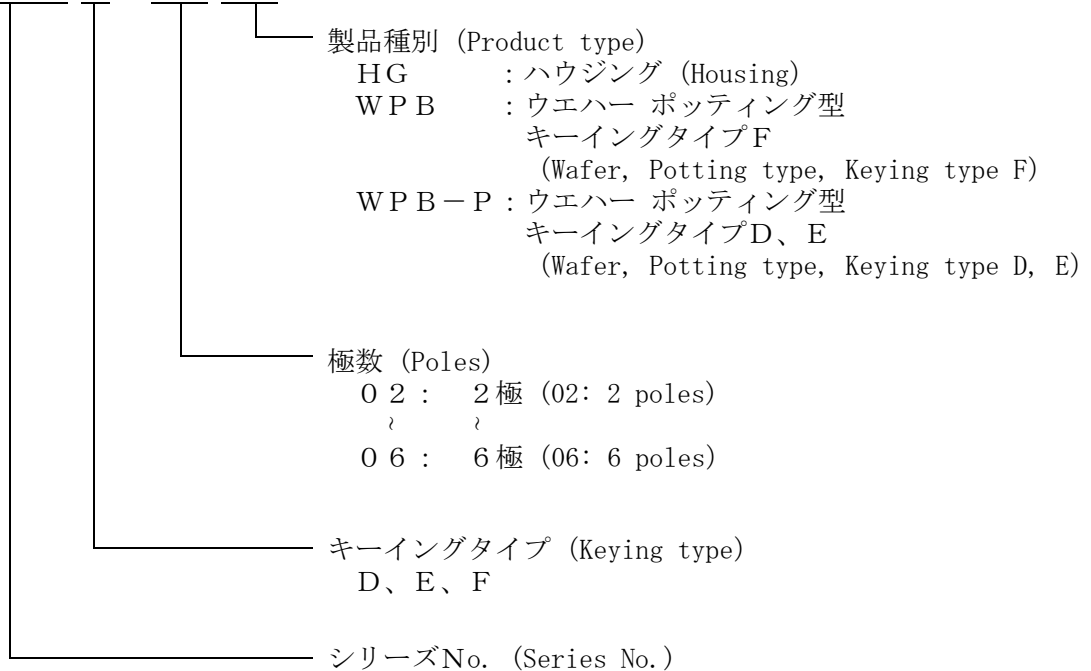 製品種別 (Product type)
ＨＧ ：ハウジング (Housing)
ＷＰＢ ：ウエハー ポッティング型
キーイングタイプＦ
(Wafer, Potting type, Keying type F)
ＷＰＢ－Ｐ：ウエハー ポッティング型
キーイングタイプＤ、Ｅ
(Wafer, Potting type, Keying type D, E)
極数 (Poles)
０２： ２極 (02: 2 poles)
～ ～
０６： ６極 (06: 6 poles)
キーイングタイプ (Keying type)
Ｄ、Ｅ、Ｆ
シリーズＮo. (Series No.)